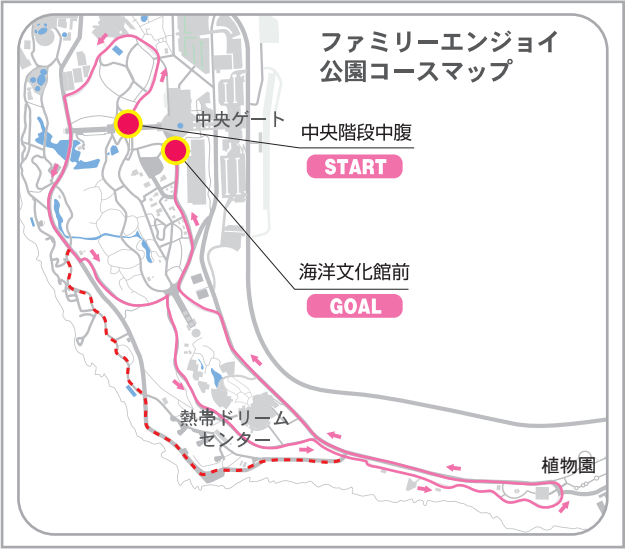 ファミリーエンジョイ
公園コースマップ
中央ゲート
中央階段中腹
START
海洋文化館前
GOAL
熱帯ドリーム
センター
植物園